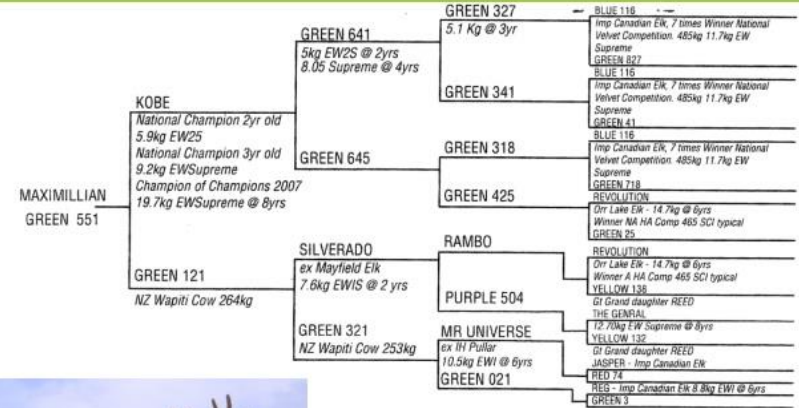 MAXIMILLIAN
GREEN 551
KOBE
National Champion 2yr old
5.9kg EW25
National Champion 3yr old
9.2kg EWSupreme
Champion of Champions 2007
19.7kg EWSupreme @ 8yrs
GREEN 121
NZ Wapiti Cow 264kg
GREEN 641
5kg EW2S @ 2yrs
8.05 Supreme @ 4yrs
GREEN 645
SILVERADO
ex Mayfield Elk
7.6kg EWIS @ 2 yrs
GREEN 321
NZ Wapiti Cow 253kg
GREEN 327
5.1 Kg @ 3yr
GREEN 341
GREEN 318
GREEN 425
RAMBO
PURPLE 504
MR UNIVERSE
ex IH Pullar
10.5kg EWI @ 6yrs
GREEN 021
BLUE 116
Imp Canadian Elk, 7 times Winner National
Velvet Competition. 485kg 11.7kg EW
Supreme
GREEN 827
BLUE 116
Imp Canadian Elk, 7 times Winner National
Velvet Competition. 485kg 11.7kg EW
Supreme
GREEN 41
BLUE 116
Imp Canadian Elk, 7 times Winner National
Velvet Competition. 485kg 11.7kg EW
Supreme
GREEN 718
REVOLUTION
Orr Lake Elk - 14.7kg @ 6yrs
Winner NA HA Comp 465 SCI typical
GREEN 25
REVOLUTION
Orr Lake Elk - 14.7kg @ 6yrs
Winner A HA Comp 465 SCI typical
YELLOW 138
Gt Grand daughter REED
THE GENRAL
12.70kg EW Supreme @ 8yrs
YELLOW 132
Gt Grand daughter REED
JASPER - Imp Canadian Elk
RED 74
REG - Imp Canadian Elk 8.8kg EWI @ 6yrs
GREEN 3